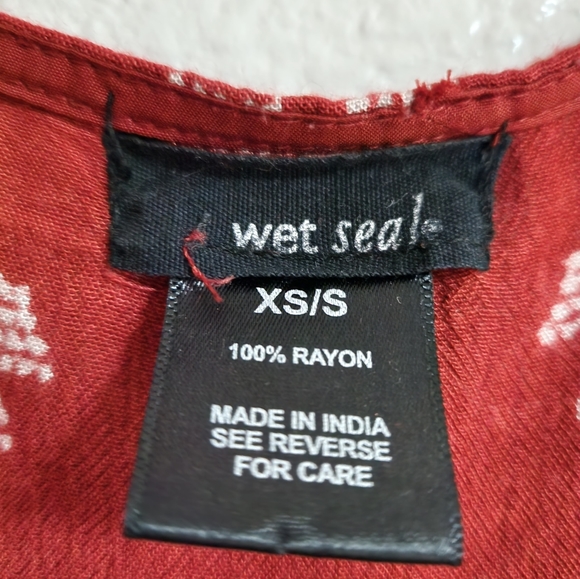 wet seal.
XS/S
100% RAYON
MADE IN INDIA
SEE REVERSE
FOR CARE